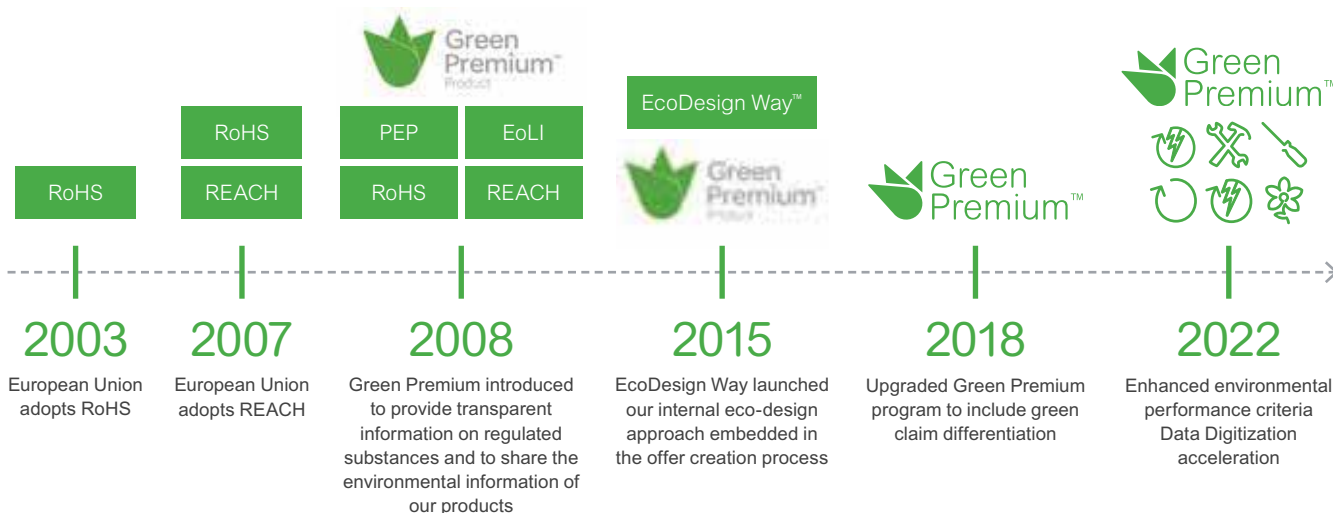 Green
Premium™
Product
EcoDesign Way™
Green
Premium™
RoHS
PEP
EoLI
RoHS
REACH
RoHS
REACH
Green
Premium™
Product
Green
Premium™
2003
2007
2008
2015
2018
2022
European Union
adopts RoHS
European Union
adopts REACH
Green Premium introduced
to provide transparent
information on regulated
substances and to share the
environmental information of
our products
EcoDesign Way launched
our internal eco-design
approach embedded in
the offer creation process
Upgraded Green Premium
program to include green
claim differentiation
Enhanced environmental
performance criteria
Data Digitization
acceleration